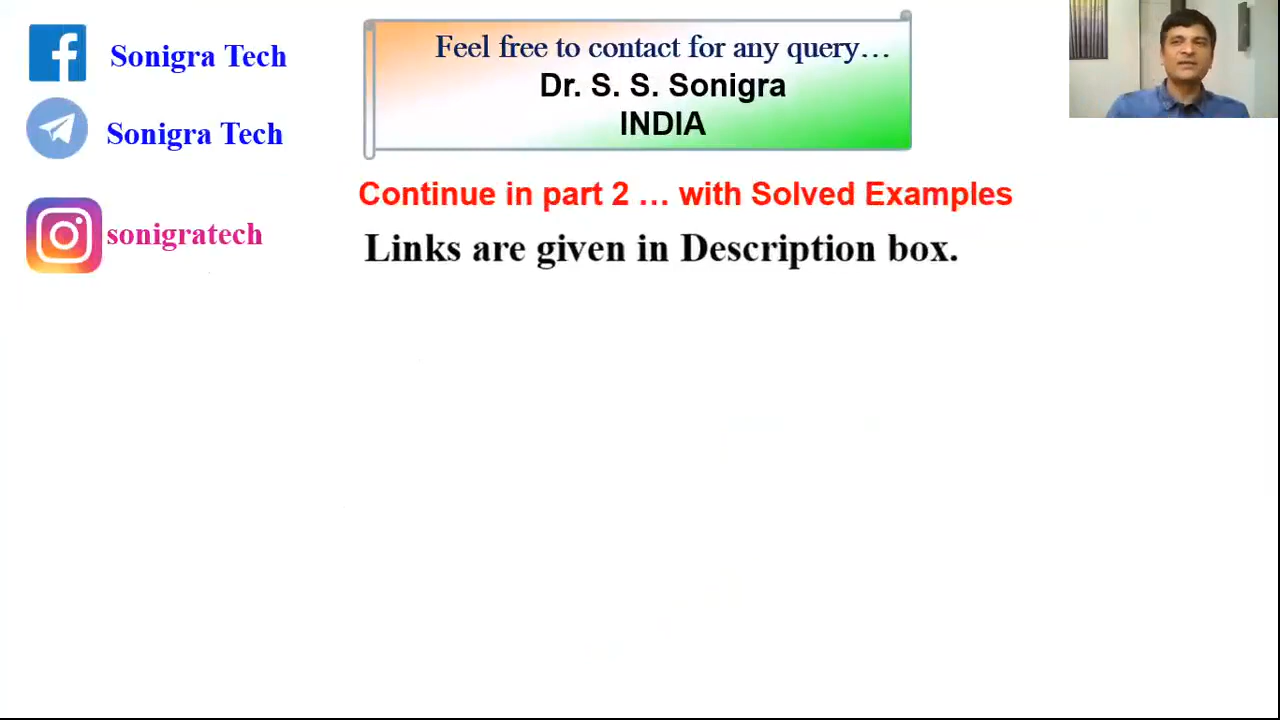 Sonigra Tech
Sonigra Tech
sonigratech
Feel free to contact for any query…
Dr. S. S. Sonigra
INDIA
Continue in part 2 … with Solved Examples
Links are given in Description box.